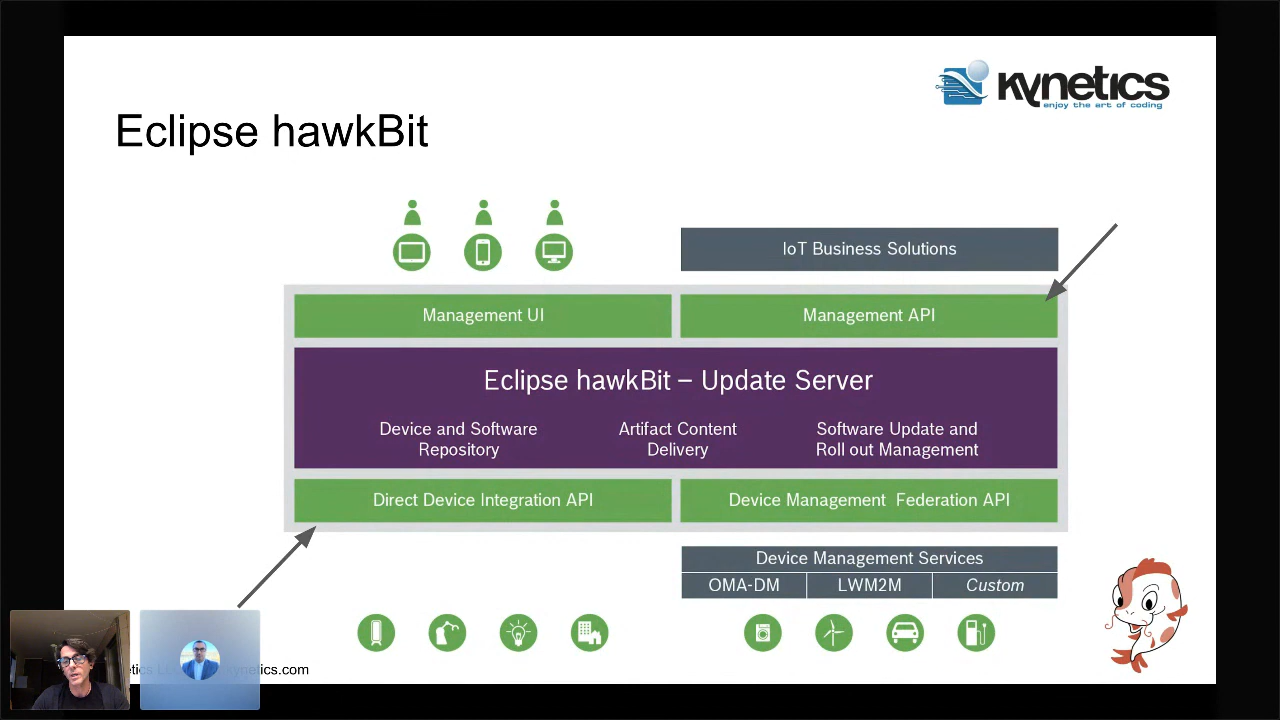 Kynetics
enjoy the art of coding
Eclipse hawkBit
IoT Business Solutions
Management UI
Management API
Eclipse hawkBit – Update Server
Device and Software
Repository
Artifact Content
Delivery
Software Update and
Roll out Management
Direct Device Integration API
Device Management Federation API
Device Management Services
OMA-DM
LWM2M
Custom